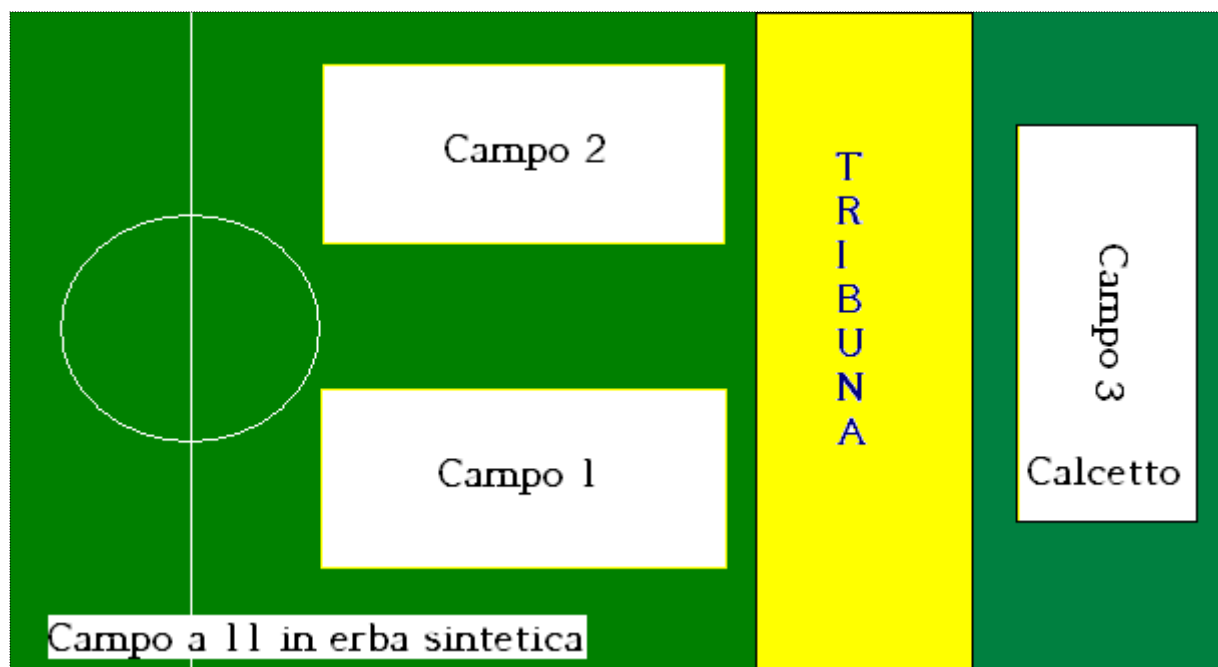 Campo 2
TRIBUNA
Campo 3
Campo 1
Calcetto
Campo a 11 in erba sintetica